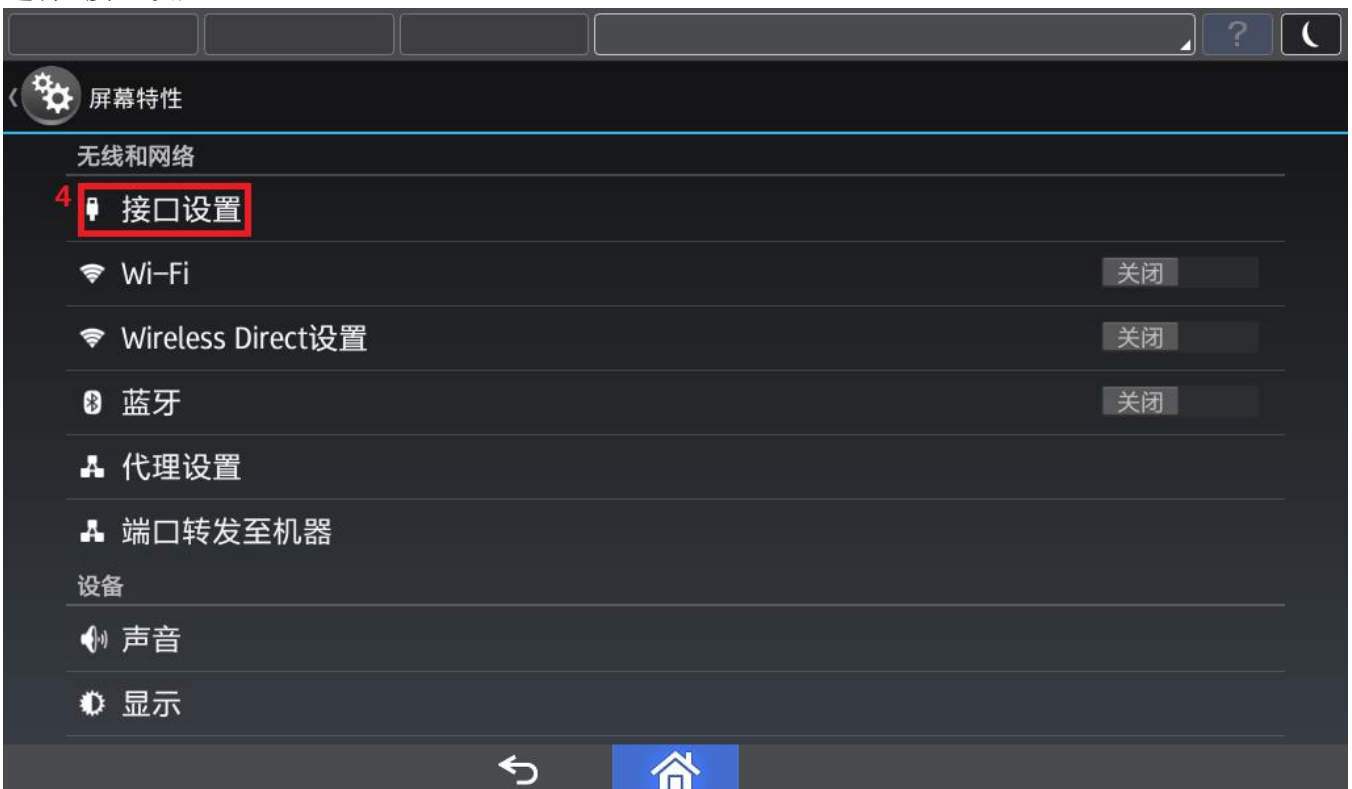 ?
屏幕特性
无线和网络
4 接口设置
Wi-Fi 关闭
Wireless Direct设置 关闭
蓝牙 关闭
代理设置
端口转发至机器
设备
声音
显示